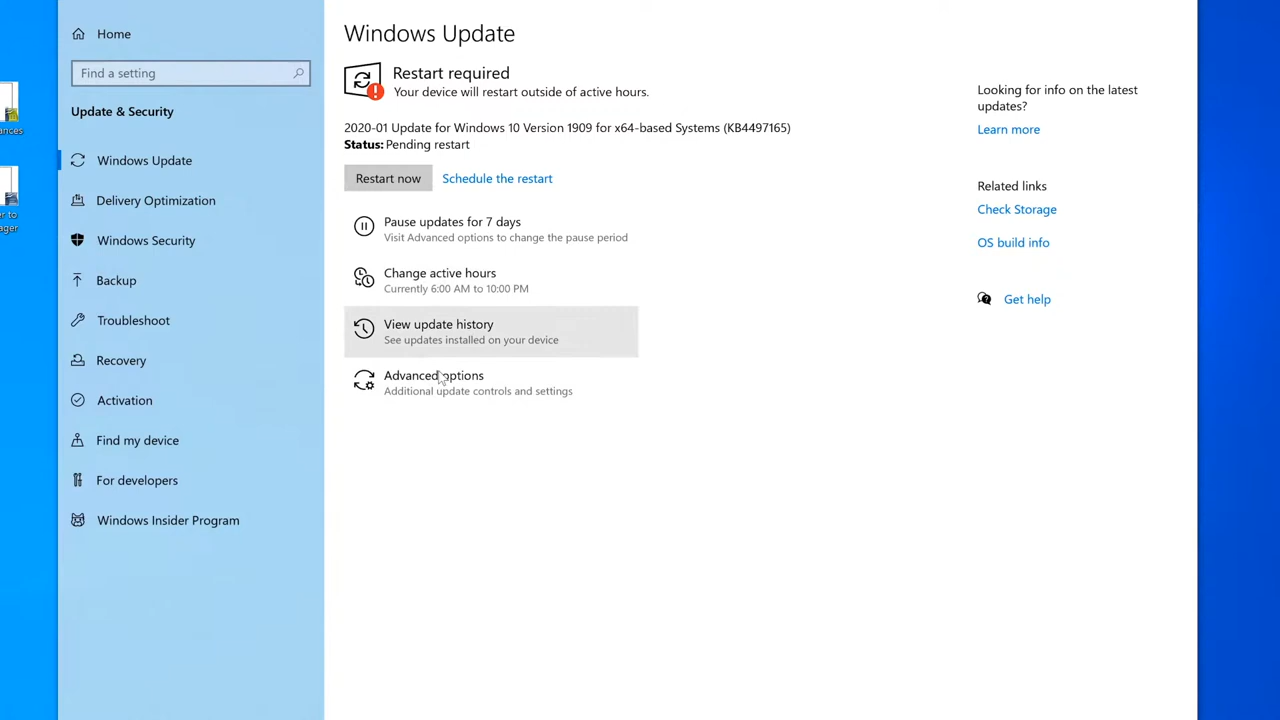 Home
Find a setting
Update & Security
Windows Update
Delivery Optimization
Windows Security
Backup
Troubleshoot
Recovery
Activation
Find my device
For developers
Windows Insider Program
Windows Update
Restart required
Your device will restart outside of active hours.
2020-01 Update for Windows 10 Version 1909 for x64-based Systems (KB4497165)
Status: Pending restart
Restart now
Schedule the restart
Pause updates for 7 days
Visit Advanced options to change the pause period
Change active hours
Currently 6:00 AM to 10:00 PM
View update history
See updates installed on your device
Advanced options
Additional update controls and settings
Looking for info on the latest
updates?
Learn more
Related links
Check Storage
OS build info
Get help
ances
er to
ager